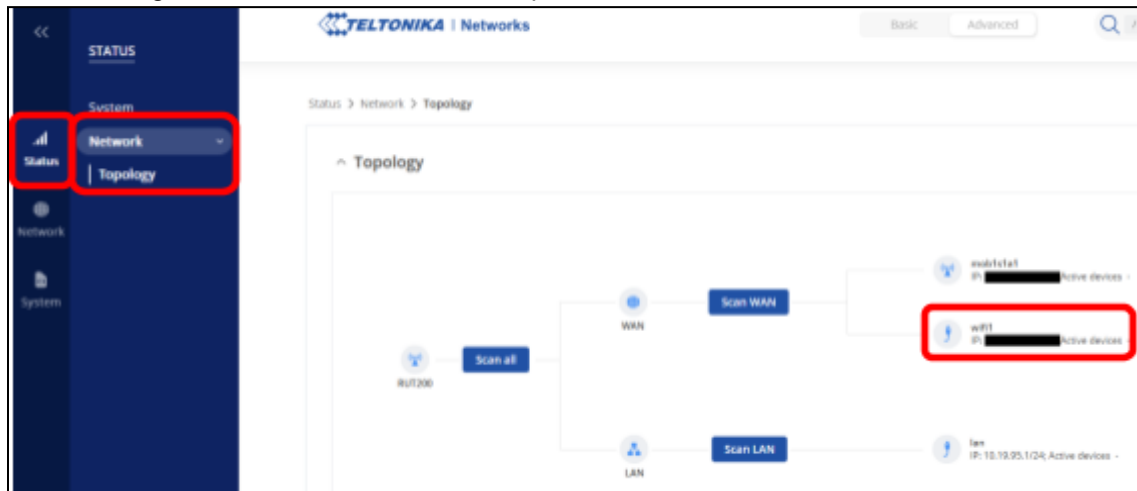 STATUS
System
Network
Topology
Status
Network
System
TELTONIKA | Networks
Basic
Advanced
Status > Network > Topology
Topology
RUT200
Scan all
WAN
Scan WAN
mob1s1a1
IP: Active devices -
wifi1
IP: Active devices
LAN
Scan LAN
lan
IP: 10.19.95.1/24; Active devices -